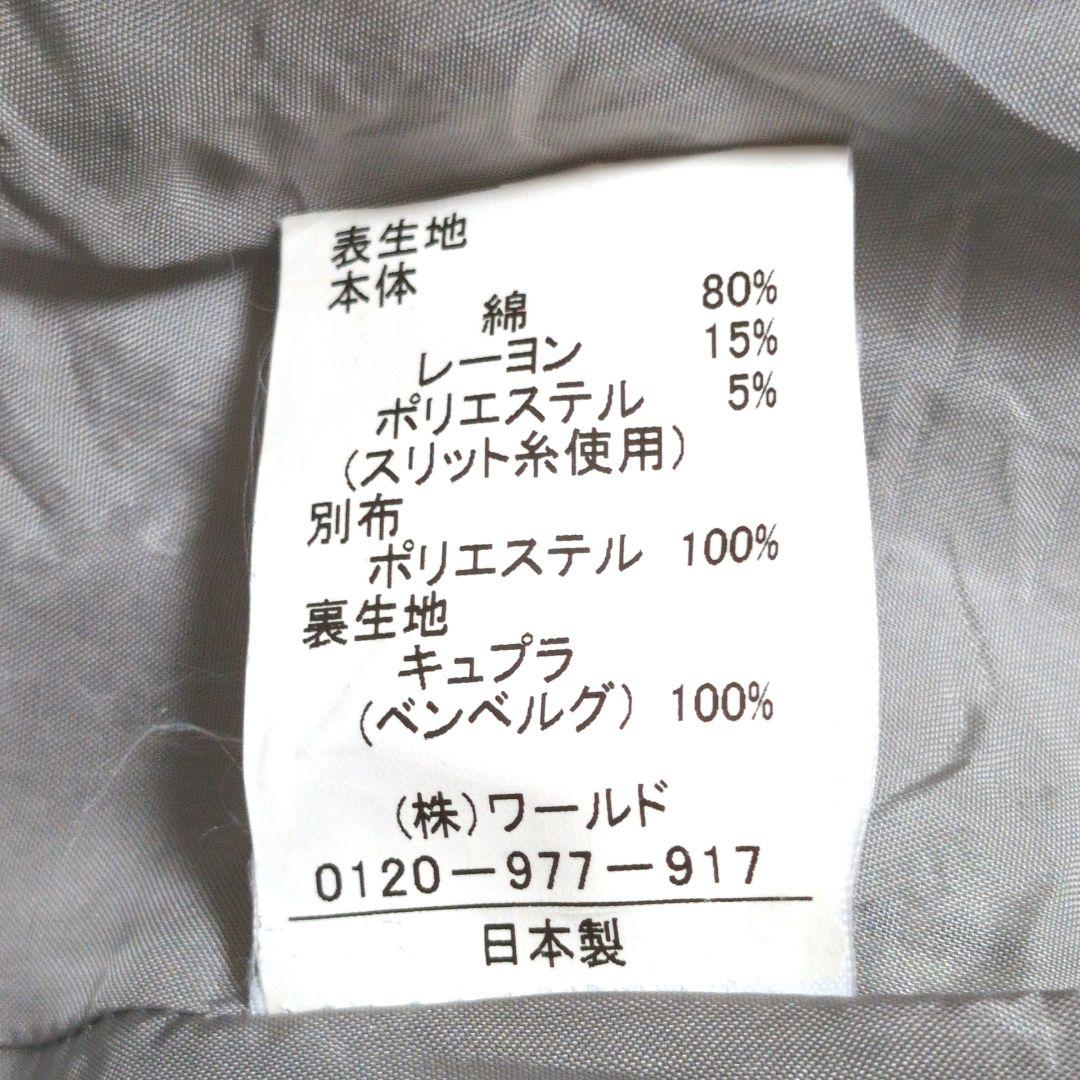 表生地
本体
綿 80%
レーヨン 15%
ポリエステル 5%
(スリット糸使用)
別布
ポリエステル 100%
裏生地
キュプラ
(ベンベルグ) 100%
(株)ワールド
0120-977-917
日本製